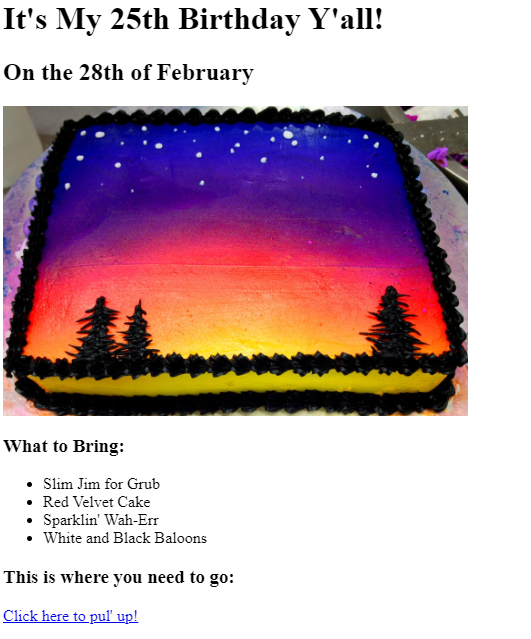 It's My 25th Birthday Y'all!
On the 28th of February
What to Bring:
Slim Jim for Grub
Red Velvet Cake
Sparklin' Wah-Err
White and Black Baloons
This is where you need to go:
Click here to pul' up!